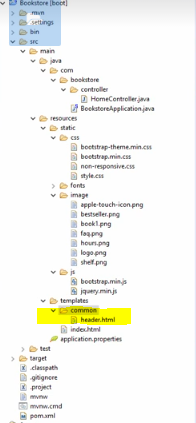 Bookstore [boot]
.mvn
.settings
bin
src
main
java
com
bookstore
controller
HomeController.java
BookstoreApplication.java
resources
static
css
bootstrap-theme.min.css
bootstrap.min.css
non-responsive.css
style.css
fonts
image
apple-touch-icon.png
bestseller.png
book1.png
faq.png
hours.png
logo.png
shelf.png
js
bootstrap.min.js
jquery.min.js
templates
common
header.html
index.html
application.properties
test
target
.classpath
.gitignore
.project
mvnw
mvnw.cmd
pom.xml